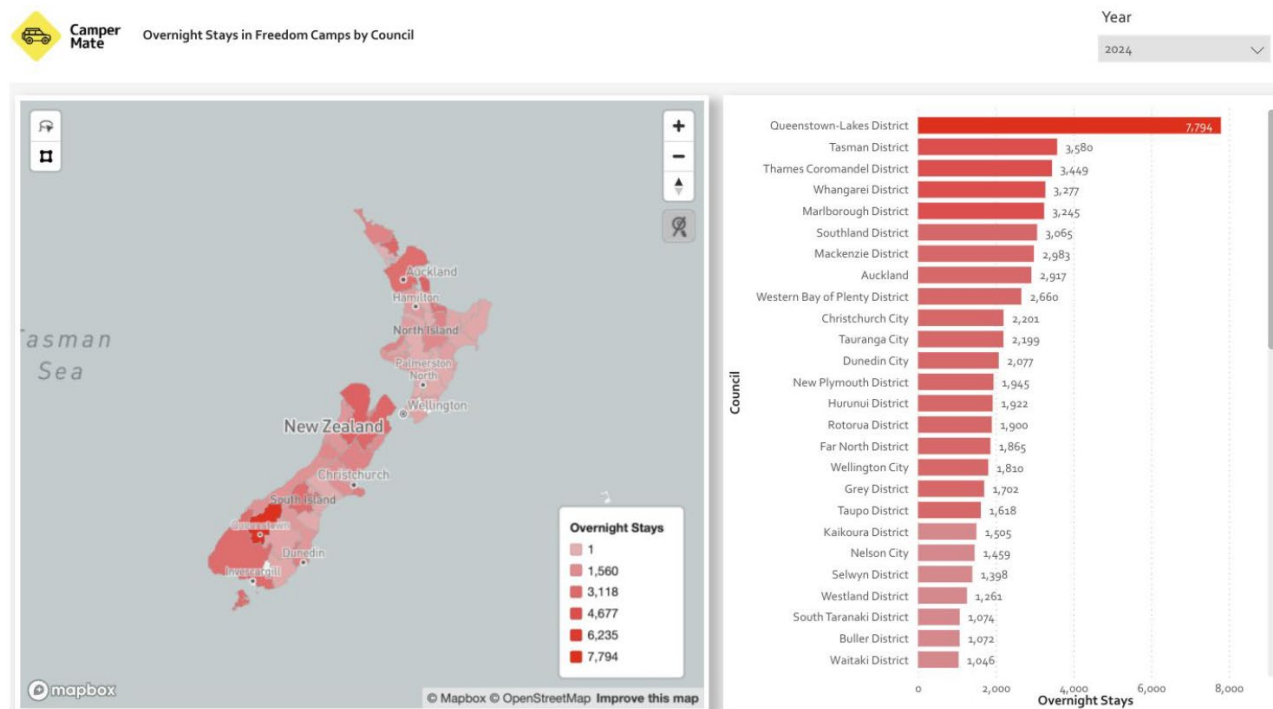 Camper
Mate
Overnight Stays in Freedom Camps by Council
Year
2024
Tasman
Sea
Auckland
Hamilton
North Island
Palmerston
North
Wellington
New Zealand
Christchurch
South Island
Queenstown
Dunedin
Invercargill
Overnight Stays
1
1,560
3,118
4,677
6,235
7,794
mapbox
© Mapbox © OpenStreetMap Improve this map
Council
Queenstown-Lakes District 7,794
Tasman District 3,580
Thames Coromandel District 3,449
Whangarei District 3,277
Marlborough District 3,245
Southland District 3,065
Mackenzie District 2,983
Auckland 2,917
Western Bay of Plenty District 2,660
Christchurch City 2,201
Tauranga City 2,199
Dunedin City 2,077
New Plymouth District 1,945
Hurunui District 1,922
Rotorua District 1,900
Far North District 1,865
Wellington City 1,810
Grey District 1,702
Taupo District 1,618
Kaikoura District 1,505
Nelson City 1,459
Selwyn District 1,398
Westland District 1,261
South Taranaki District 1,074
Buller District 1,072
Waitaki District 1,046
0 2,000 4,000 6,000 8,000
Overnight Stays